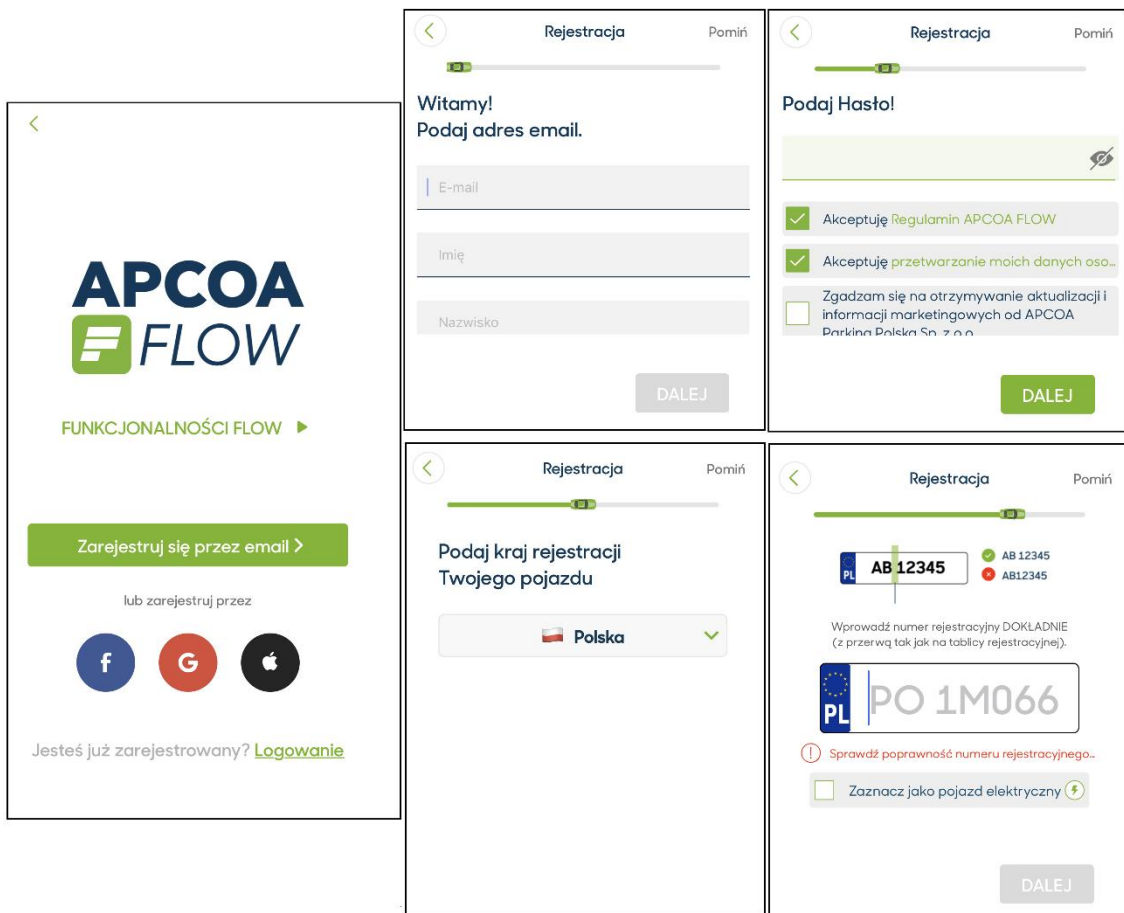 APCOA
FLOW
FUNKCJONALNOŚCI FLOW
Zarejestruj się przez email >
lub zarejestruj przez
f
G
Jesteś już zarejestrowany? Logowanie
Rejestracja
Pomiń
Witamy!
Podaj adres email.
E-mail
Imię
Nazwisko
DALEJ
Rejestracja
Pomiń
Podaj Hasło!
Akceptuję Regulamin APCOA FLOW
Akceptuję przetwarzanie moich danych oso...
Zgadzam się na otrzymywanie aktualizacji i
informacji marketingowych od APCOA
Parking Polska Sp. z o.o.
DALEJ
Rejestracja
Pomiń
Podaj kraj rejestracji
Twojego pojazdu
Polska
Rejestracja
Pomiń
PL
AB 12345
AB 12345
AB12345
Wprowadź numer rejestracyjny DOKŁADNIE
(z przerwą tak jak na tablicy rejestracyjnej).
PL
PO 1M066
Sprawdź poprawność numeru rejestracyjnego...
Zaznacz jako pojazd elektryczny
DALEJ